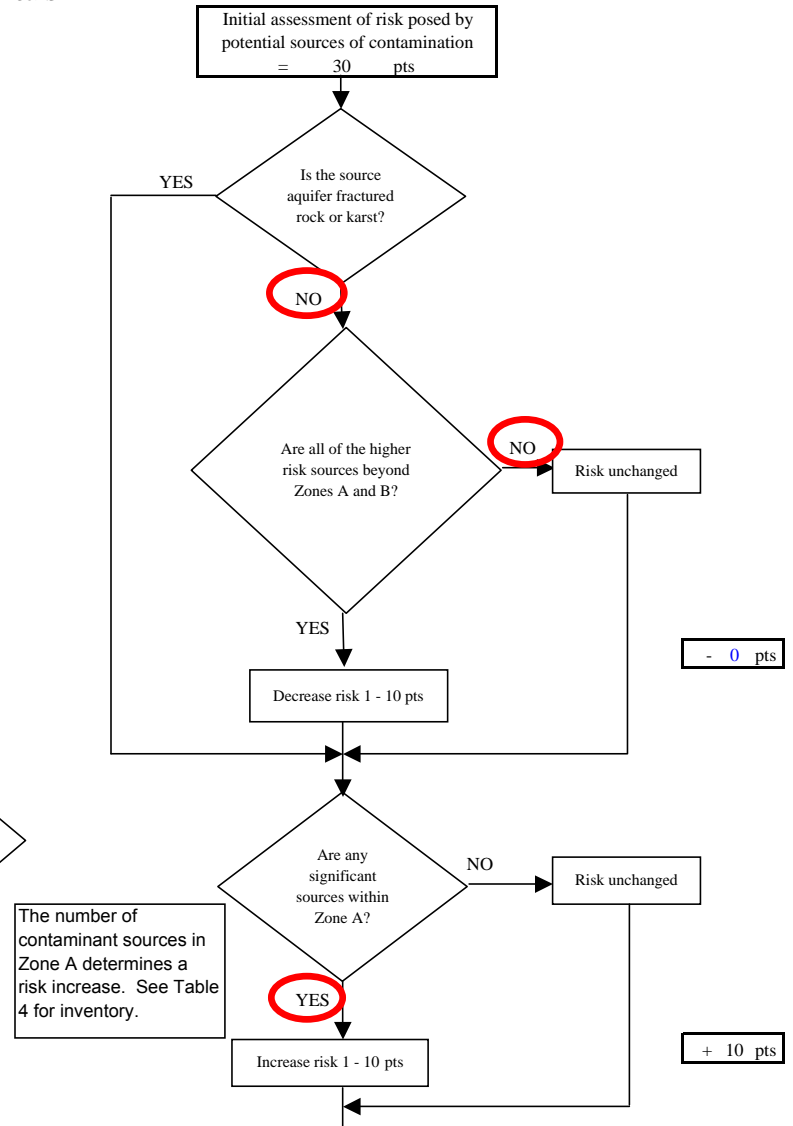 Initial assessment of risk posed by
potential sources of contamination
= 30 pts
YES
Is the source
aquifer fractured
rock or karst?
NO
Are all of the higher
risk sources beyond
Zones A and B?
NO
Risk unchanged
YES
- 0 pts
Decrease risk 1 - 10 pts
Are any
significant
sources within
Zone A?
NO
Risk unchanged
The number of
contaminant sources in
Zone A determines a
risk increase. See Table
4 for inventory.
YES
Increase risk 1 - 10 pts
+ 10 pts